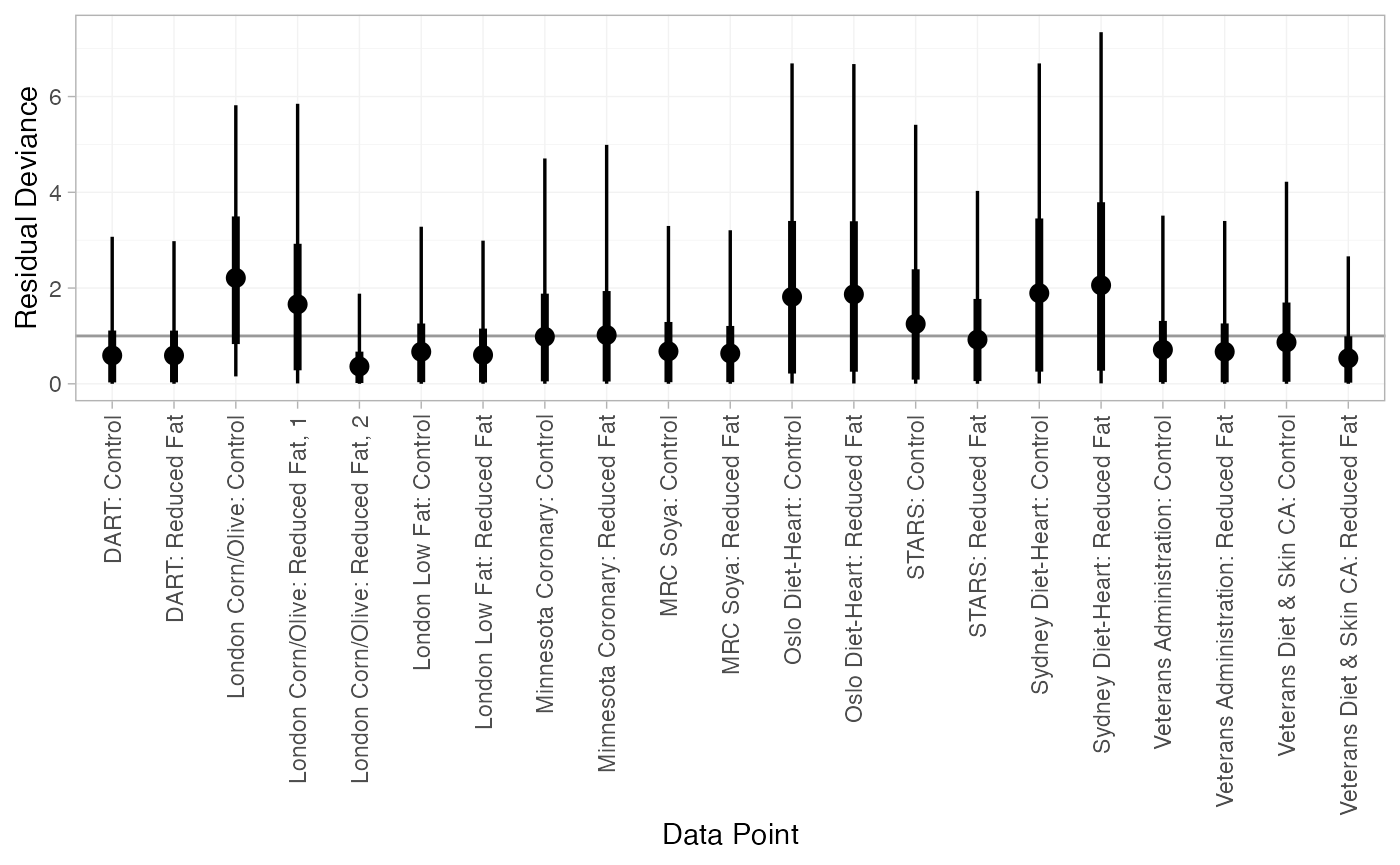 Residual Deviance
6
4
2
0
DART: Control
DART: Reduced Fat
London Corn/Olive: Control
London Corn/Olive: Reduced Fat, 1
London Corn/Olive: Reduced Fat, 2
London Low Fat: Control
London Low Fat: Reduced Fat
Minnesota Coronary: Control
Minnesota Coronary: Reduced Fat
MRC Soya: Control
MRC Soya: Reduced Fat
Oslo Diet-Heart: Control
Oslo Diet-Heart: Reduced Fat
STARS: Control
STARS: Reduced Fat
Sydney Diet-Heart: Control
Sydney Diet-Heart: Reduced Fat
Veterans Administration: Control
Veterans Administration: Reduced Fat
Veterans Diet & Skin CA: Control
Veterans Diet & Skin CA: Reduced Fat
Data Point